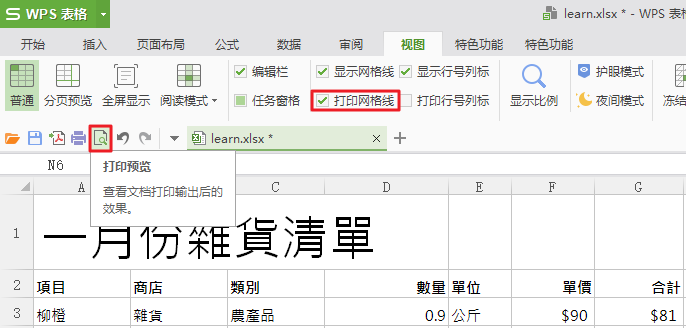 S WPS 表格
learn.xlsx * - WPS 表格
开始 插入 页面布局 公式 数据 审阅 视图 特色功能 特色功能
编辑栏 显示网格线 显示行号列标 护眼模式
任务窗格 打印网格线 打印行号列标 夜间模式
普通 分页预览 全屏显示 阅读模式 显示比例 冻结
learn.xlsx *
N6
打印预览
查看文档打印输出后的
效果。
A C D E F G
1 一月份雜貨清單
2 項目 商店 類別 數量 單位 單價 合計
3 柳橙 雜貨 農產品 0.9 公斤 $90 $81